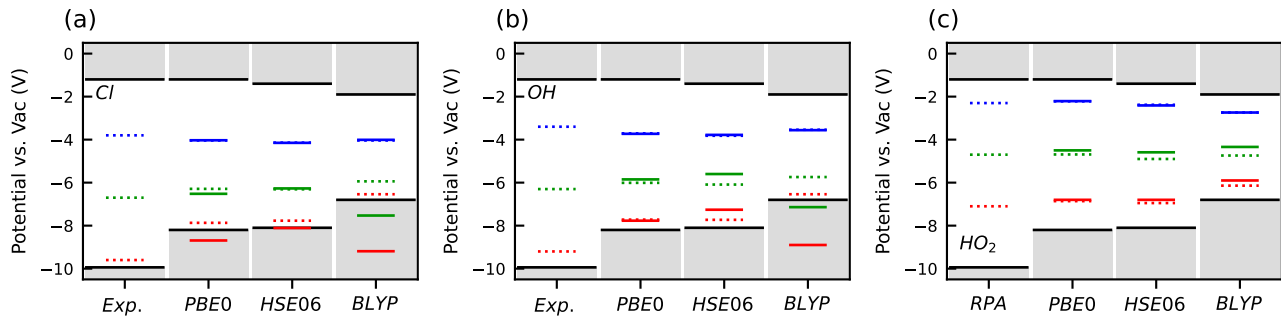 (a)
Potential vs. Vac (V)
0
−2
−4
−6
−8
−10
Cl
Exp. PBE0 HSE06 BLYP
(b)
Potential vs. Vac (V)
0
−2
−4
−6
−8
−10
OH
Exp. PBE0 HSE06 BLYP
(c)
Potential vs. Vac (V)
0
−2
−4
−6
−8
−10
HO₂
RPA PBE0 HSE06 BLYP